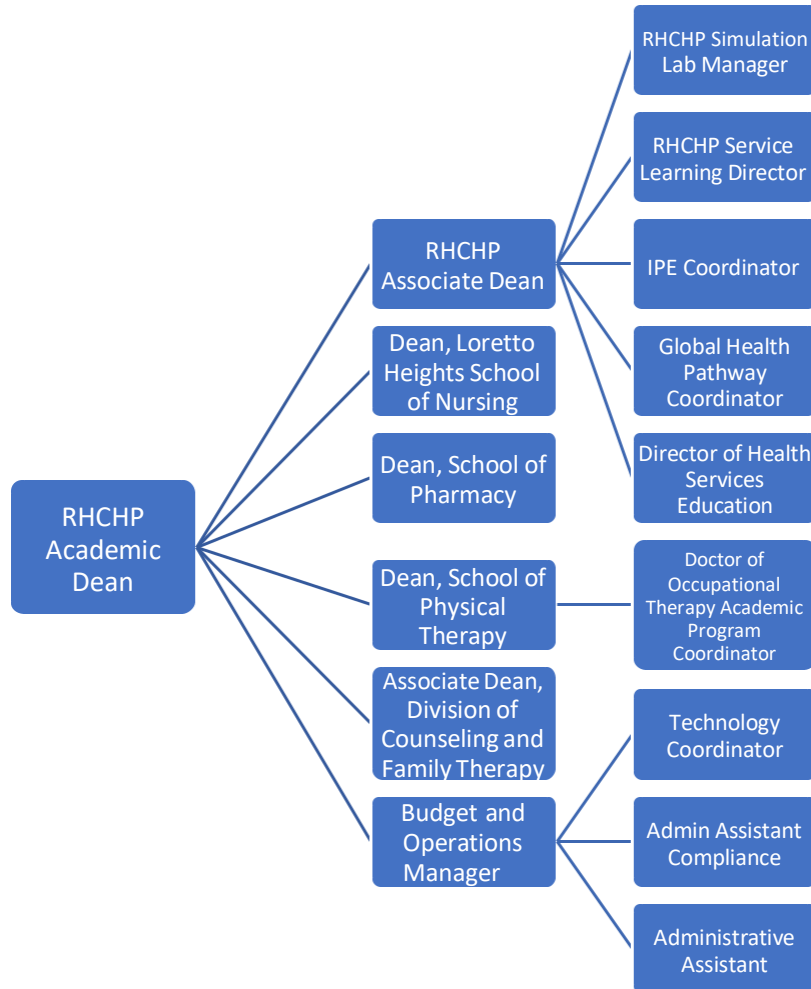 RHCHP
Academic
Dean
RHCHP
Associate Dean
Dean, Loretto
Heights School
of Nursing
Dean, School of
Pharmacy
Dean, School of
Physical
Therapy
Associate Dean,
Division of
Counseling and
Family Therapy
Budget and
Operations
Manager
RHCHP Simulation
Lab Manager
RHCHP Service
Learning Director
IPE Coordinator
Global Health
Pathway
Coordinator
Director of Health
Services
Education
Doctor of
Occupational
Therapy Academic
Program
Coordinator
Technology
Coordinator
Admin Assistant
Compliance
Administrative
Assistant